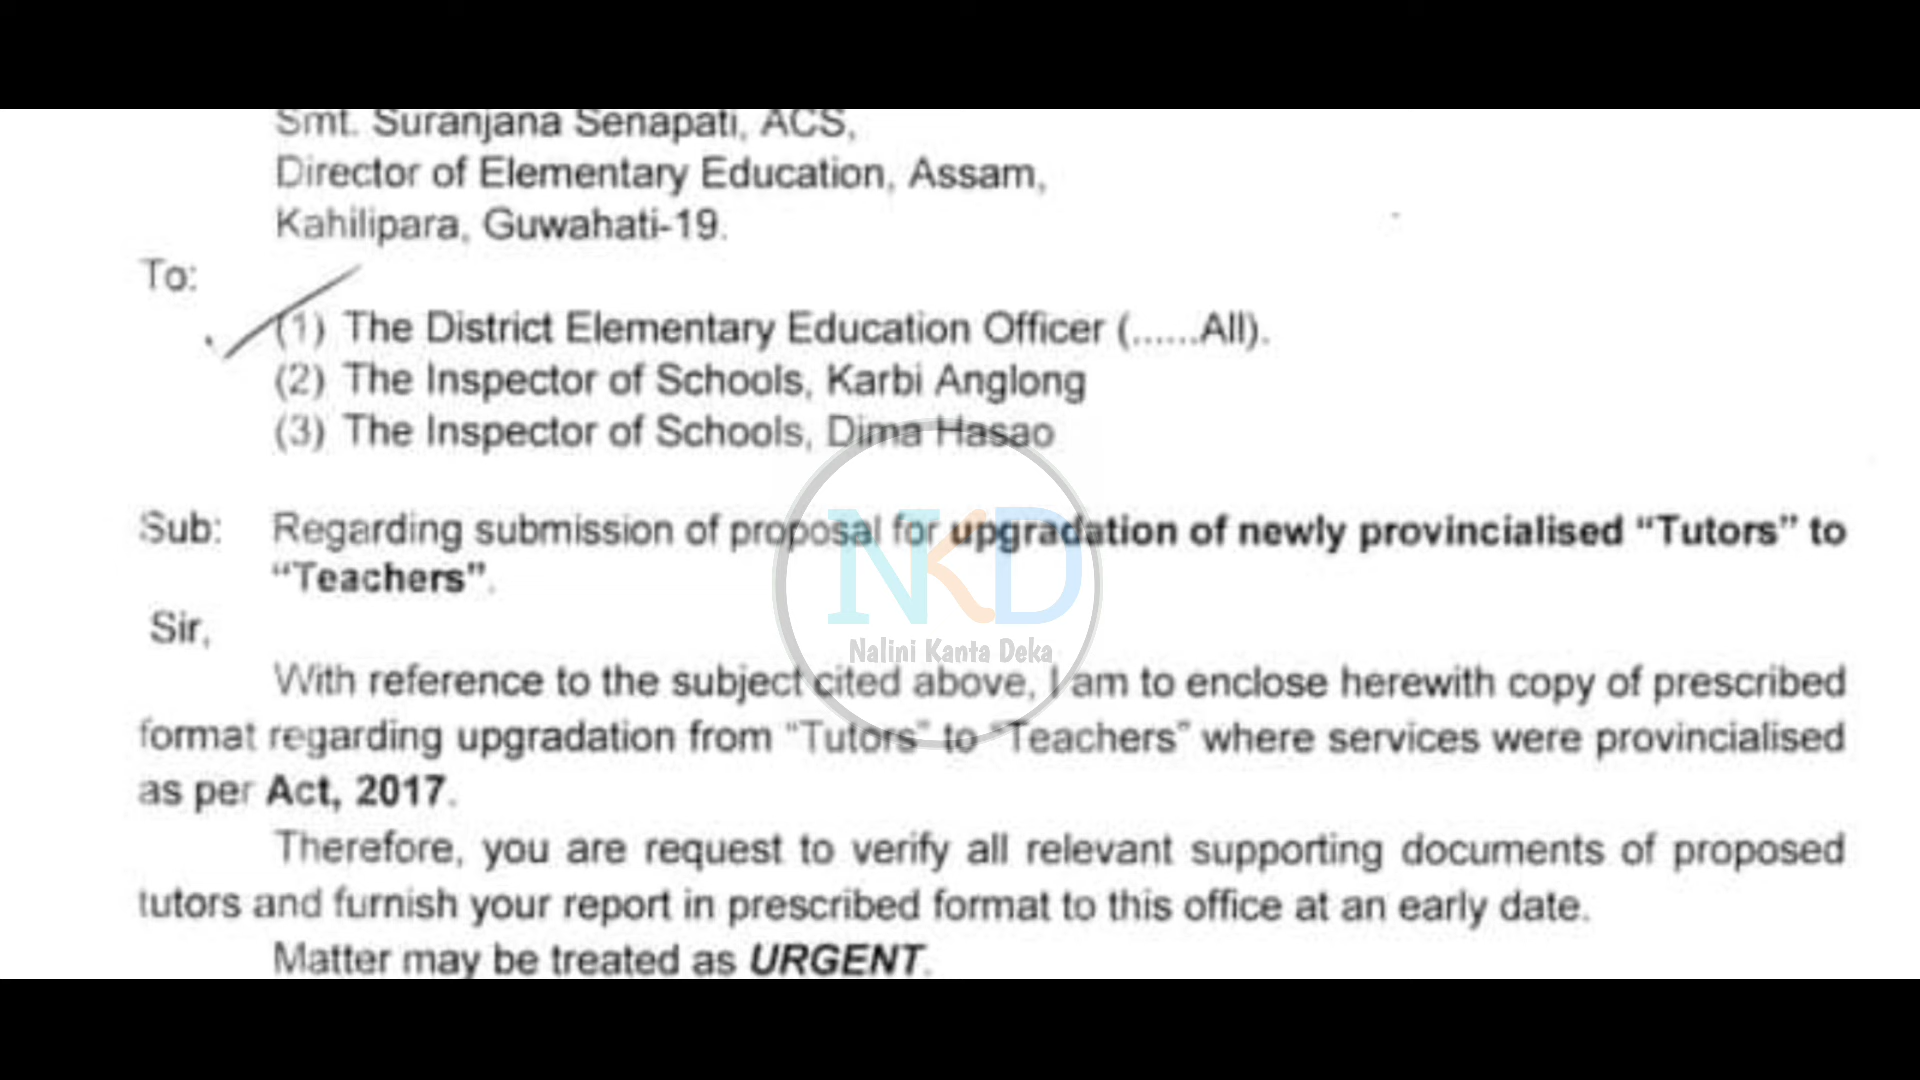 Smt. Suranjana Senapati, ACS,
Director of Elementary Education, Assam,
Kahilipara, Guwahati-19.
To:
(1) The District Elementary Education Officer (......All).
(2) The Inspector of Schools, Karbi Anglong
(3) The Inspector of Schools, Dima Hasao
Sub: Regarding submission of proposal for upgradation of newly provincialised “Tutors” to
“Teachers”.
Sir,
NKD
Nalini Kanta Deka
With reference to the subject cited above, I am to enclose herewith copy of prescribed
format regarding upgradation from “Tutors” to “Teachers” where services were provincialised
as per Act, 2017.
Therefore, you are request to verify all relevant supporting documents of proposed
tutors and furnish your report in prescribed format to this office at an early date.
Matter may be treated as URGENT.